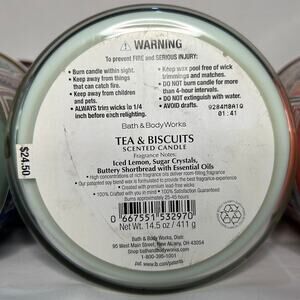 ⚠ WARNING
To prevent FIRE and SERIOUS INJURY:
• Burn candle within sight.
• Keep away from things
that can catch fire.
• Keep away from children
and pets.
• ALWAYS trim wicks to 1/4
inch before each relighting.
• Keep wax pool free of wick
trimmings and matches.
• Do not burn candle for more
than 4-hour intervals.
• DO NOT extinguish with water.
• AVOID drafts.
01:41
Bath & Body Works
TEA & BISCUITS
SCENTED CANDLE
Fragrance Notes:
Iced Lemon, Sugar Crystals,
Buttery Shortbread with Essential Oils
• High concentrations of rich fragrance oils deliver room-filling fragrance
• Created with premium lead-free wicks
• 100% Crafted with you in mind • 100% Satisfaction Guaranteed
Burns approximately 25-45 hours
0 667551 532970
NET WT 14.5 oz / 411 g
Bath & Body Works, Distr.
95 West Main Street, New Albany, OH 43054
Shop bathandbodyworks.com
1-800-395-1001
$24.50